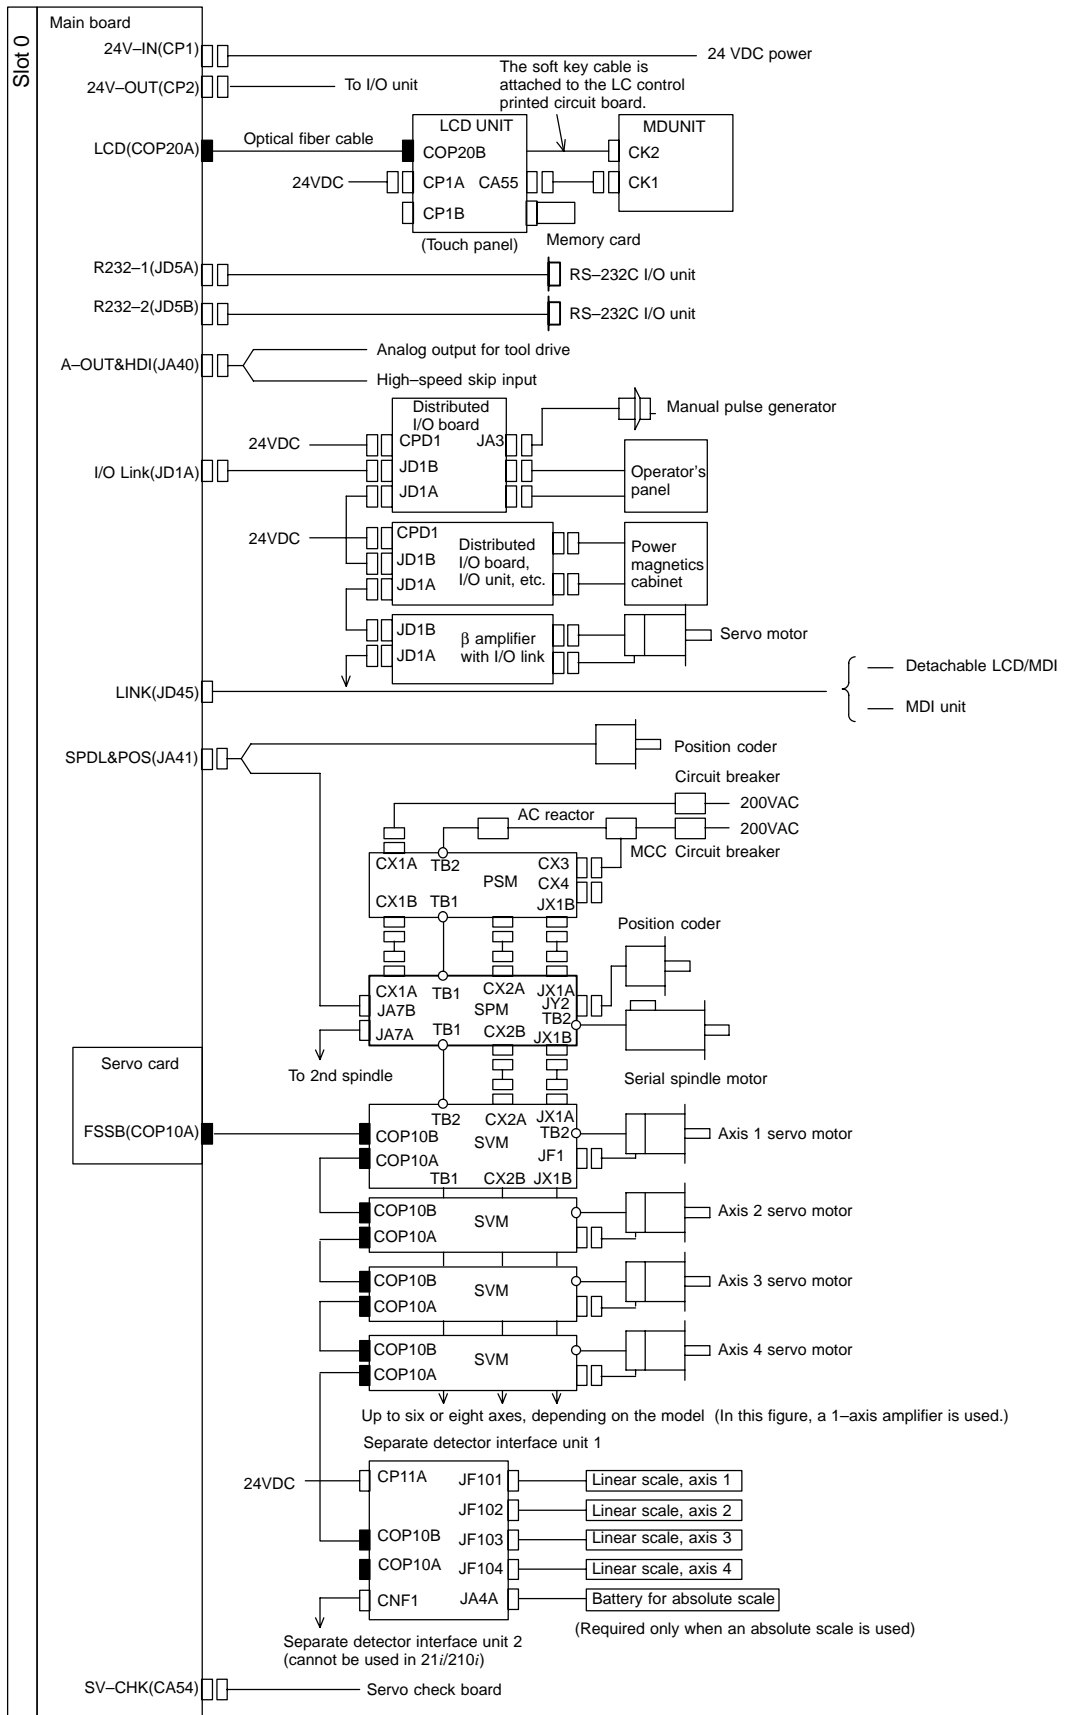 Slot 0
Main board
24V–IN(CP1)
24 VDC power
24V–OUT(CP2)
To I/O unit
The soft key cable is
attached to the LC control
printed circuit board.
LCD(COP20A)
Optical fiber cable
LCD UNIT
COP20B
MDUNIT
CK2
24VDC
CP1A
CA55
CK1
CP1B
(Touch panel)
Memory card
R232–1(JD5A)
RS–232C I/O unit
R232–2(JD5B)
RS–232C I/O unit
A–OUT&HDI(JA40)
Analog output for tool drive
High–speed skip input
Distributed
I/O board
Manual pulse generator
24VDC
CPD1
JA3
I/O Link(JD1A)
JD1B
JD1A
Operator's
panel
24VDC
CPD1
JD1B
JD1A
Distributed
I/O board,
I/O unit, etc.
Power
magnetics
cabinet
JD1B
JD1A
β amplifier
with I/O link
Servo motor
LINK(JD45)
Detachable LCD/MDI
MDI unit
SPDL&POS(JA41)
Position coder
Circuit breaker
200VAC
AC reactor
200VAC
MCC
Circuit breaker
CX1A
TB2
CX3
PSM
CX4
CX1B
TB1
JX1B
Position coder
CX1A
TB1
CX2A
JX1A
JA7B
SPM
JY2
TB2
JA7A
TB1
CX2B
JX1B
To 2nd spindle
Serial spindle motor
Servo card
FSSB(COP10A)
TB2
CX2A
JX1A
COP10B
SVM
TB2
COP10A
JF1
TB1
CX2B
JX1B
Axis 1 servo motor
COP10B
SVM
COP10A
Axis 2 servo motor
COP10B
SVM
COP10A
Axis 3 servo motor
COP10B
SVM
COP10A
Axis 4 servo motor
Up to six or eight axes, depending on the model (In this figure, a 1–axis amplifier is used.)
Separate detector interface unit 1
24VDC
CP11A
JF101
Linear scale, axis 1
JF102
Linear scale, axis 2
COP10B
JF103
Linear scale, axis 3
COP10A
JF104
Linear scale, axis 4
CNF1
JA4A
Battery for absolute scale
(Required only when an absolute scale is used)
Separate detector interface unit 2
(cannot be used in 21i/210i)
SV–CHK(CA54)
Servo check board